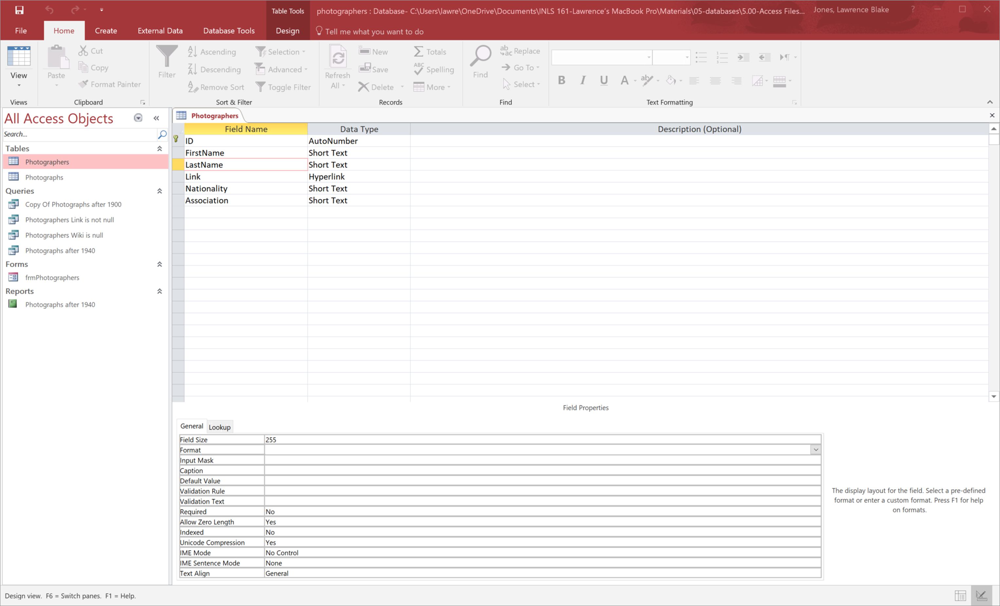 Table Tools
photographers : Database- C:\Users\lawre\OneDrive\Documents\INLS 161-Lawrence's MacBook Pro\Materials\05-databases\5.00-Access Files...
Jones, Lawrence Blake
?
File
Home
Create
External Data
Database Tools
Design
Tell me what you want to do
View
Views
Paste
Cut
Copy
Format Painter
Clipboard
Filter
Ascending
Descending
Remove Sort
Selection
Advanced
Toggle Filter
Sort & Filter
Refresh
All
New
Save
Delete
Totals
Spelling
More
Records
Find
Replace
Go To
Select
Find
B I U A
Text Formatting
All Access Objects
Search...
Tables
Photographers
Photographs
Queries
Copy Of Photographs after 1900
Photographers Link is not null
Photographers Wiki is null
Photographs after 1940
Forms
frmPhotographers
Reports
Photographs after 1940
Photographers
Field Name Data Type Description (Optional)
ID AutoNumber
FirstName Short Text
LastName Short Text
Link Hyperlink
Nationality Short Text
Association Short Text
Field Properties
General Lookup
Field Size 255
Format
Input Mask
Caption
Default Value
Validation Rule
Validation Text
Required No
Allow Zero Length Yes
Indexed No
Unicode Compression Yes
IME Mode No Control
IME Sentence Mode None
Text Align General
The display layout for the field. Select a pre-defined
format or enter a custom format. Press F1 for help
on formats.
Design view. F6 = Switch panes. F1 = Help.